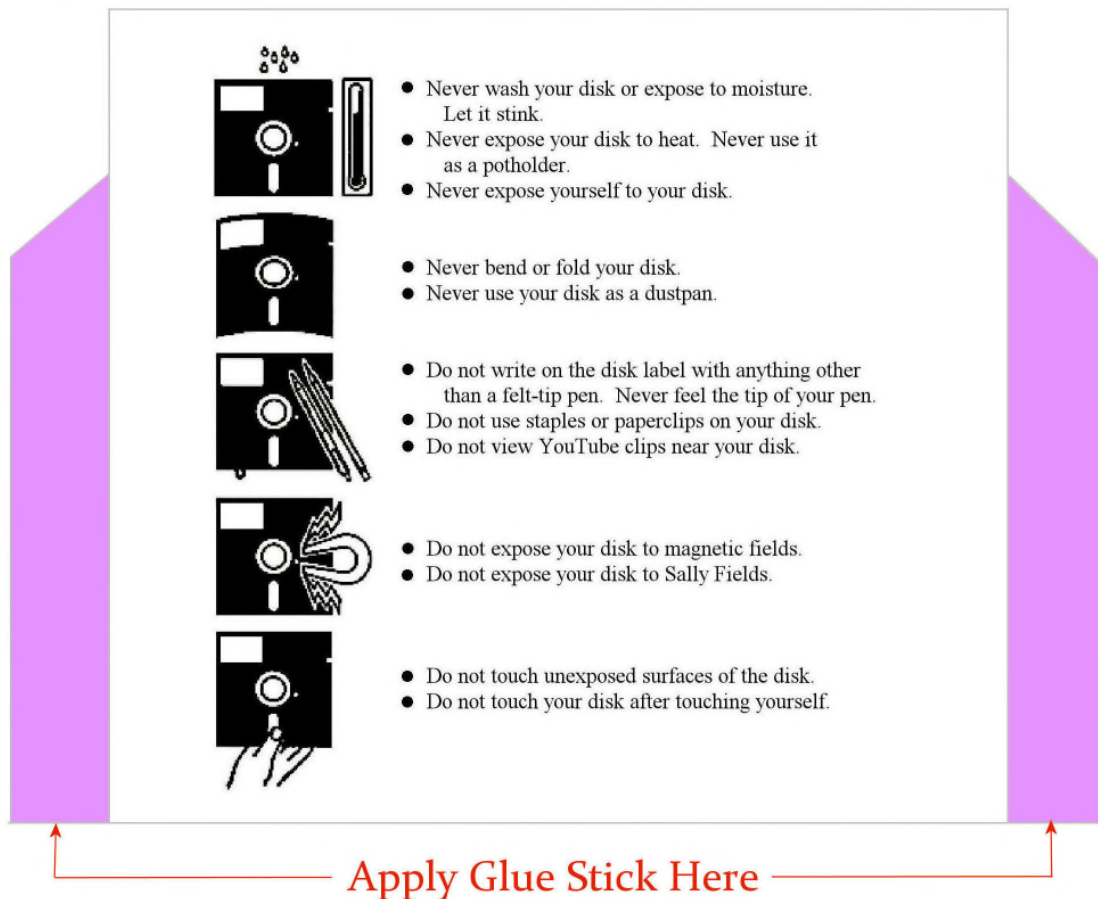 ● Never wash your disk or expose to moisture.
Let it stink.
● Never expose your disk to heat. Never use it
as a potholder.
● Never expose yourself to your disk.
● Never bend or fold your disk.
● Never use your disk as a dustpan.
● Do not write on the disk label with anything other
than a felt-tip pen. Never feel the tip of your pen.
● Do not use staples or paperclips on your disk.
● Do not view YouTube clips near your disk.
● Do not expose your disk to magnetic fields.
● Do not expose your disk to Sally Fields.
● Do not touch unexposed surfaces of the disk.
● Do not touch your disk after touching yourself.
Apply Glue Stick Here